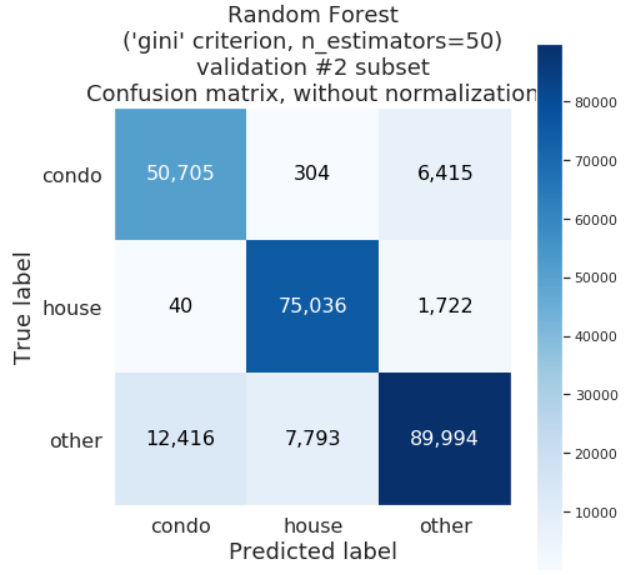 Random Forest
('gini' criterion, n_estimators=50)
validation #2 subset
Confusion matrix, without normalization
True label
condo
50,705 304 6,415
house
40 75,036 1,722
other
12,416 7,793 89,994
condo house other
Predicted label
80000
70000
60000
50000
40000
30000
20000
10000